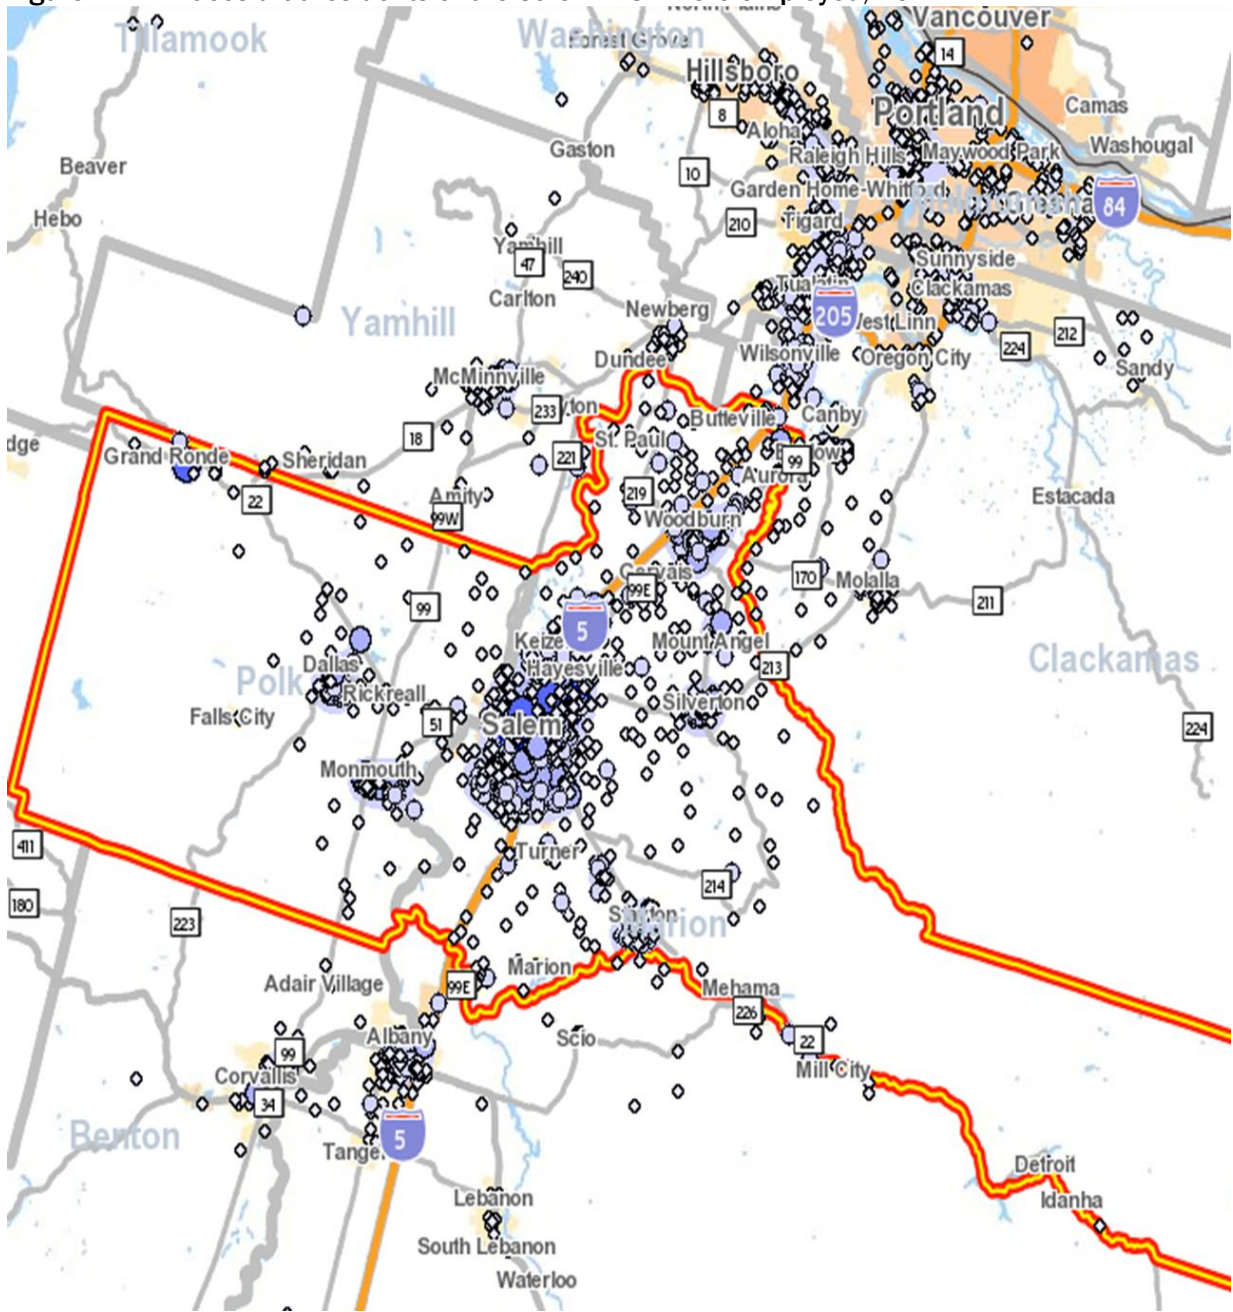 Tillamook
Washington
Forest Grove
Vancouver
14
Hillsboro
8
Portland
Camas
Aloha
Washougal
Beaver
Gaston
Raleigh Hills
Maywood Park
10
Garden Home-Whitford
84
Hebo
210
Tigard
Yamhill
47
240
Sunnyside
Carlton
Tualatin
Clackamas
Newberg
205
West Linn
Yamhill
212
224
Dundee
Wilsonville
Oregon City
Sandy
McMinnville
233
Butteville
Canby
18
St. Paul
dge
Grand Ronde
Sheridan
221
99
Aurora
22
Amity
219
Estacada
99W
Woodburn
Gervais
99E
170
Molalla
99
211
5
Keize
Mount Angel
Hayesville
213
Clackamas
Dallas
Polk
Rickreall
Silverton
Falls City
51
Salem
224
Monmouth
411
Turner
214
180
223
Marion
Marion
Adair Village
99E
Mehama
226
Albany
Scio
22
99
Mill City
Corvallis
34
Benton
5
Tange
Detroit
Lebanon
Idanha
South Lebanon
Waterloo